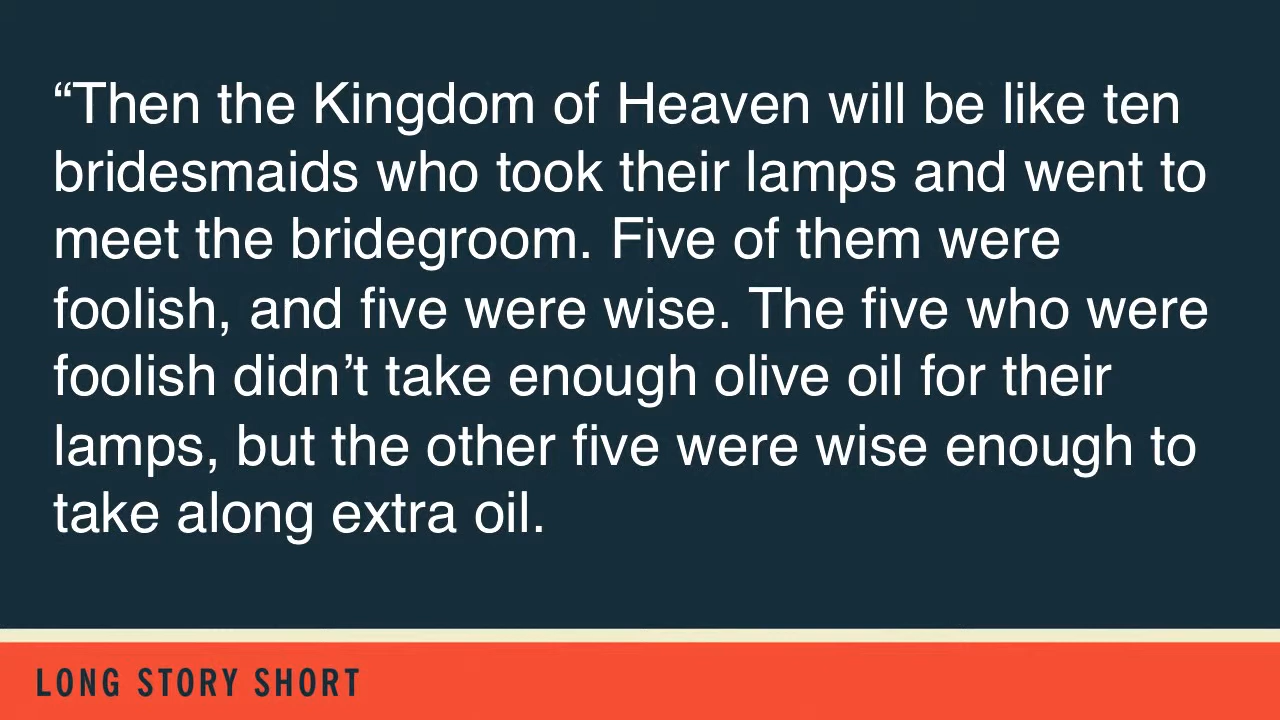 “Then the Kingdom of Heaven will be like ten
bridesmaids who took their lamps and went to
meet the bridegroom. Five of them were
foolish, and five were wise. The five who were
foolish didn’t take enough olive oil for their
lamps, but the other five were wise enough to
take along extra oil.
LONG STORY SHORT